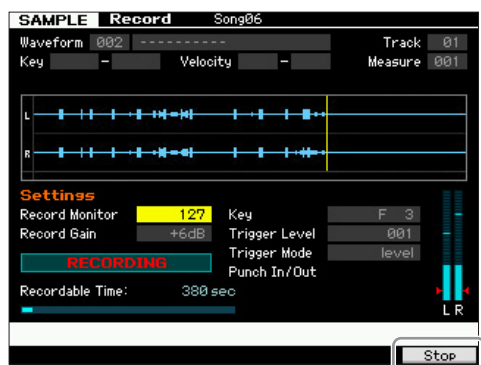 SAMPLE Record Song06
Waveform 002 ---------- Track 01
Key - Velocity - Measure 001
L
R
Settings
Record Monitor 127 Key F 3
Record Gain +6dB Trigger Level 001
RECORDING Trigger Mode level
Punch In/Out
Recordable Time: 380 sec
L R
Stop